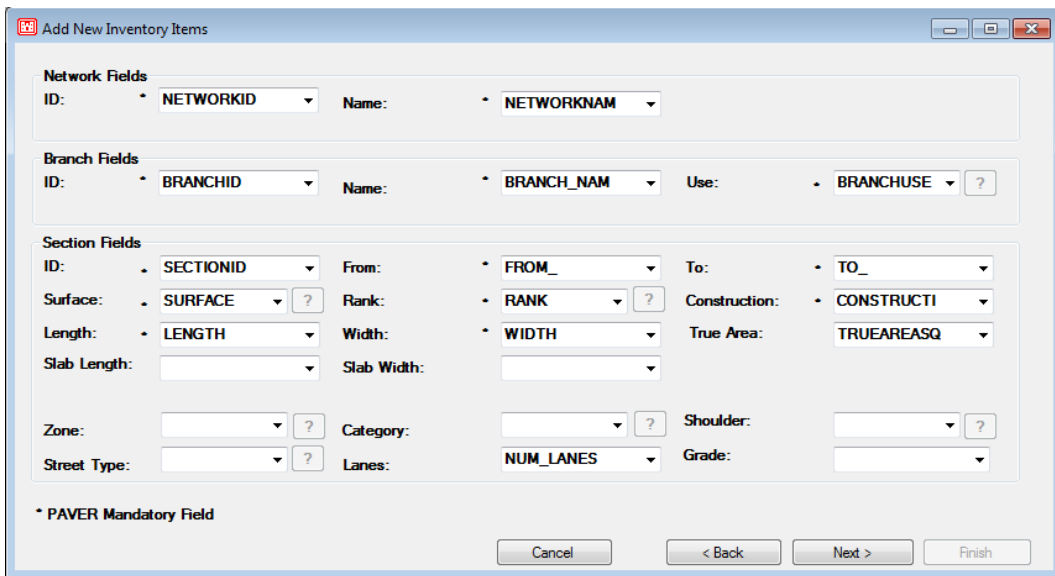 Add New Inventory Items
Network Fields
ID: * NETWORKID Name: * NETWORKNAM
Branch Fields
ID: * BRANCHID Name: * BRANCH_NAM Use: * BRANCHUSE ?
Section Fields
ID: * SECTIONID From: * FROM_ To: * TO_
Surface: * SURFACE ? Rank: * RANK ? Construction: * CONSTRUCTI
Length: * LENGTH Width: * WIDTH True Area: TRUEAREASQ
Slab Length: Slab Width:
Zone: ? Category: ? Shoulder: ?
Street Type: ? Lanes: NUM_LANES Grade:
* PAVER Mandatory Field
Cancel < Back Next > Finish